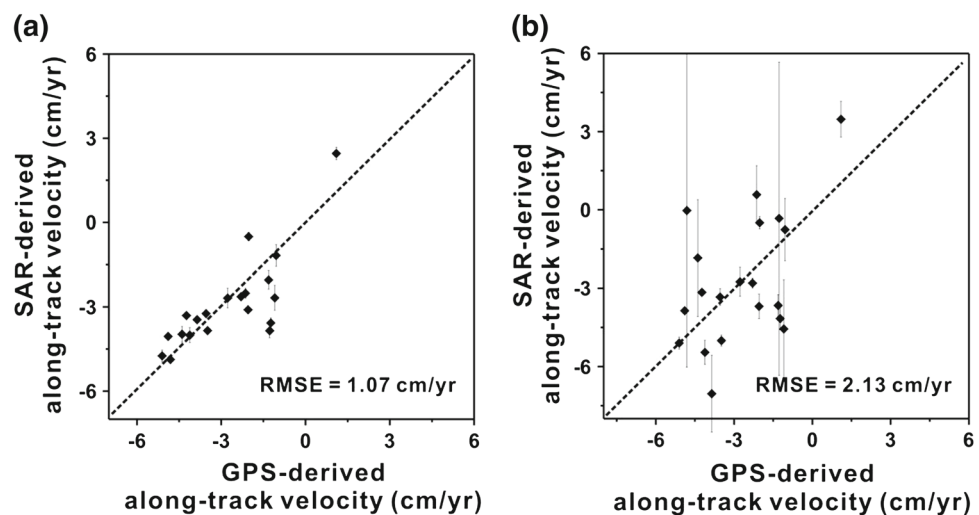 (a)
SAR-derived
along-track velocity (cm/yr)
6
3
0
-3
-6
RMSE = 1.07 cm/yr
-6 -3 0 3 6
GPS-derived
along-track velocity (cm/yr)
(b)
SAR-derived
along-track velocity (cm/yr)
6
3
0
-3
-6
RMSE = 2.13 cm/yr
-6 -3 0 3 6
GPS-derived
along-track velocity (cm/yr)